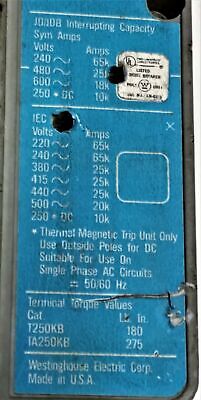 JDB Interrupting Capacity
Sym Amps
Volts Amps
240 ~ 65k
480 ~ 25k
600 ~ 18k
250 = DC 10k
LISTED
IEC
Volts Amps
220 ~ 65k
240 ~ 65k
380 ~ 25k
415 ~ 25k
440 ~ 25k
500 ~ 20k
250 = DC 10k
* Thermal Magnetic Trip Unit Only
Use Outside Poles for DC
Suitable For Use On
Single Phase AC Circuits
= 50/60 Hz
Terminal Torque Values
Cat. Lb. In.
T250KB 180
TA250KB 275
Westinghouse Electric Corp.
Made in U.S.A.